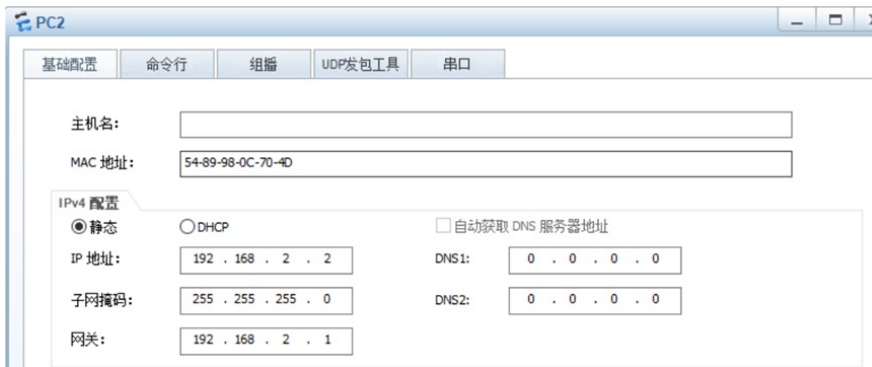 PC2
基础配置 命令行 组播 UDP发包工具 串口
主机名:
MAC 地址: 54-89-98-0C-70-4D
IPv4 配置
静态 DHCP 自动获取 DNS 服务器地址
IP 地址: 192 . 168 . 2 . 2 DNS1: 0 . 0 . 0 . 0
子网掩码: 255 . 255 . 255 . 0 DNS2: 0 . 0 . 0 . 0
网关: 192 . 168 . 2 . 1